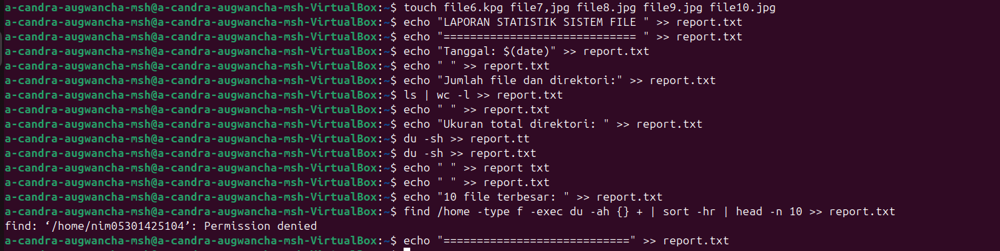 a-candra-augwancha-msh@a-candra-augwancha-msh-VirtualBox:~$ touch file6.kpg file7,jpg file8.jpg file9.jpg file10.jpg
a-candra-augwancha-msh@a-candra-augwancha-msh-VirtualBox:~$ echo "LAPORAN STATISTIK SISTEM FILE " >> report.txt
a-candra-augwancha-msh@a-candra-augwancha-msh-VirtualBox:~$ echo "============================= " >> report.txt
a-candra-augwancha-msh@a-candra-augwancha-msh-VirtualBox:~$ echo "Tanggal: $(date)" >> report.txt
a-candra-augwancha-msh@a-candra-augwancha-msh-VirtualBox:~$ echo " " >> report.txt
a-candra-augwancha-msh@a-candra-augwancha-msh-VirtualBox:~$ echo "Jumlah file dan direktori:" >> report.txt
a-candra-augwancha-msh@a-candra-augwancha-msh-VirtualBox:~$ ls | wc -l >> report.txt
a-candra-augwancha-msh@a-candra-augwancha-msh-VirtualBox:~$ echo " " >> report.txt
a-candra-augwancha-msh@a-candra-augwancha-msh-VirtualBox:~$ echo "Ukuran total direktori: " >> report.txt
a-candra-augwancha-msh@a-candra-augwancha-msh-VirtualBox:~$ du -sh >> report.tt
a-candra-augwancha-msh@a-candra-augwancha-msh-VirtualBox:~$ du -sh >> report.txt
a-candra-augwancha-msh@a-candra-augwancha-msh-VirtualBox:~$ echo " " >> report txt
a-candra-augwancha-msh@a-candra-augwancha-msh-VirtualBox:~$ echo " " >> report.txt
a-candra-augwancha-msh@a-candra-augwancha-msh-VirtualBox:~$ echo "10 file terbesar: " >> report.txt
a-candra-augwancha-msh@a-candra-augwancha-msh-VirtualBox:~$ find /home -type f -exec du -ah {} + | sort -hr | head -n 10 >> report.txt
find: ‘/home/nim05301425104’: Permission denied
a-candra-augwancha-msh@a-candra-augwancha-msh-VirtualBox:~$ echo "============================" >> report.txt